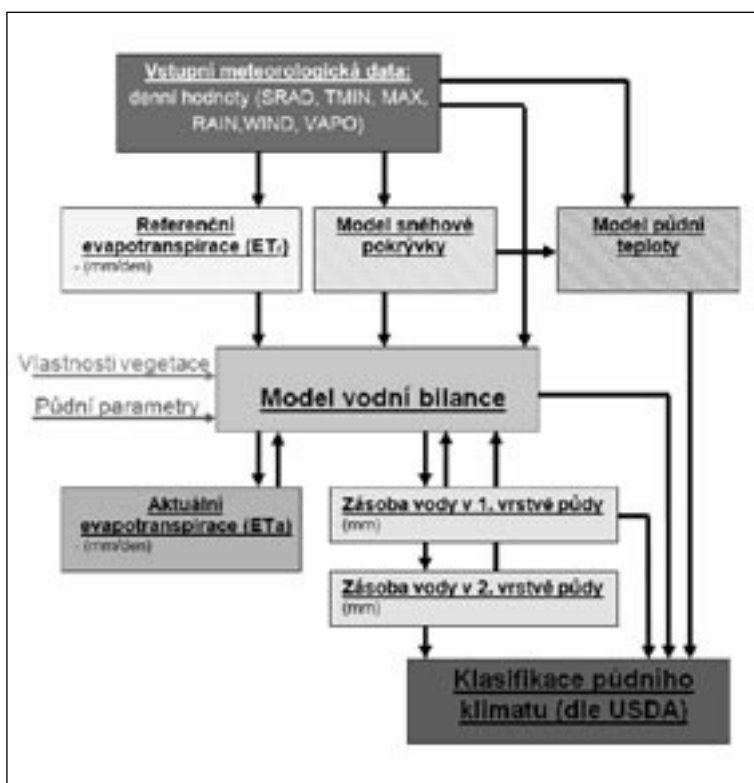 Vstupní meteorologická data:
denní hodnoty (SRAD, TMIN, MAX,
RAIN,WIND, VAPO)
Referenční
evapotranspirace (ETr)
- (mm/den)
Model sněhové
pokrývky
Model půdní
teploty
Vlastnosti vegetace
Půdní parametry
Model vodní bilance
Aktuální
evapotranspirace (ETa)
- (mm/den)
Zásoba vody v 1. vrstvě půdy
(mm)
Zásoba vody v 2. vrstvě půdy
(mm)
Klasifikace půdního
klimatu (dle USDA)